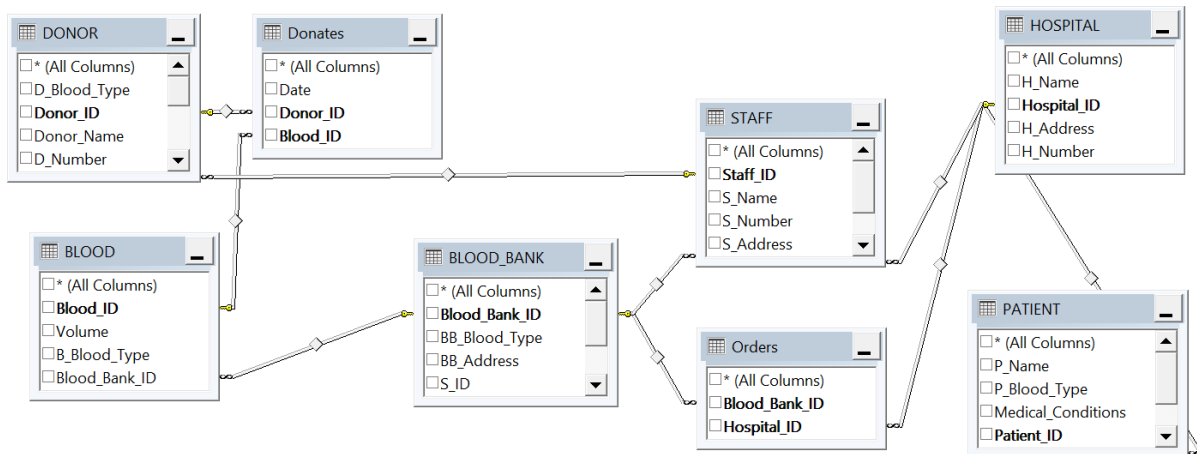 DONOR
* (All Columns)
D_Blood_Type
Donor_ID
Donor_Name
D_Number
Donates
* (All Columns)
Date
Donor_ID
Blood_ID
STAFF
* (All Columns)
Staff_ID
S_Name
S_Number
S_Address
HOSPITAL
* (All Columns)
H_Name
Hospital_ID
H_Address
H_Number
BLOOD
* (All Columns)
Blood_ID
Volume
B_Blood_Type
Blood_Bank_ID
BLOOD_BANK
* (All Columns)
Blood_Bank_ID
BB_Blood_Type
BB_Address
S_ID
Orders
* (All Columns)
Blood_Bank_ID
Hospital_ID
PATIENT
* (All Columns)
P_Name
P_Blood_Type
Medical_Conditions
Patient_ID